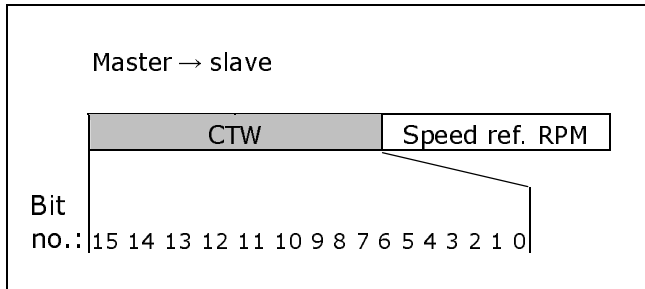 Master → slave
CTW Speed ref. RPM
Bit
no.: 15 14 13 12 11 10 9 8 7 6 5 4 3 2 1 0